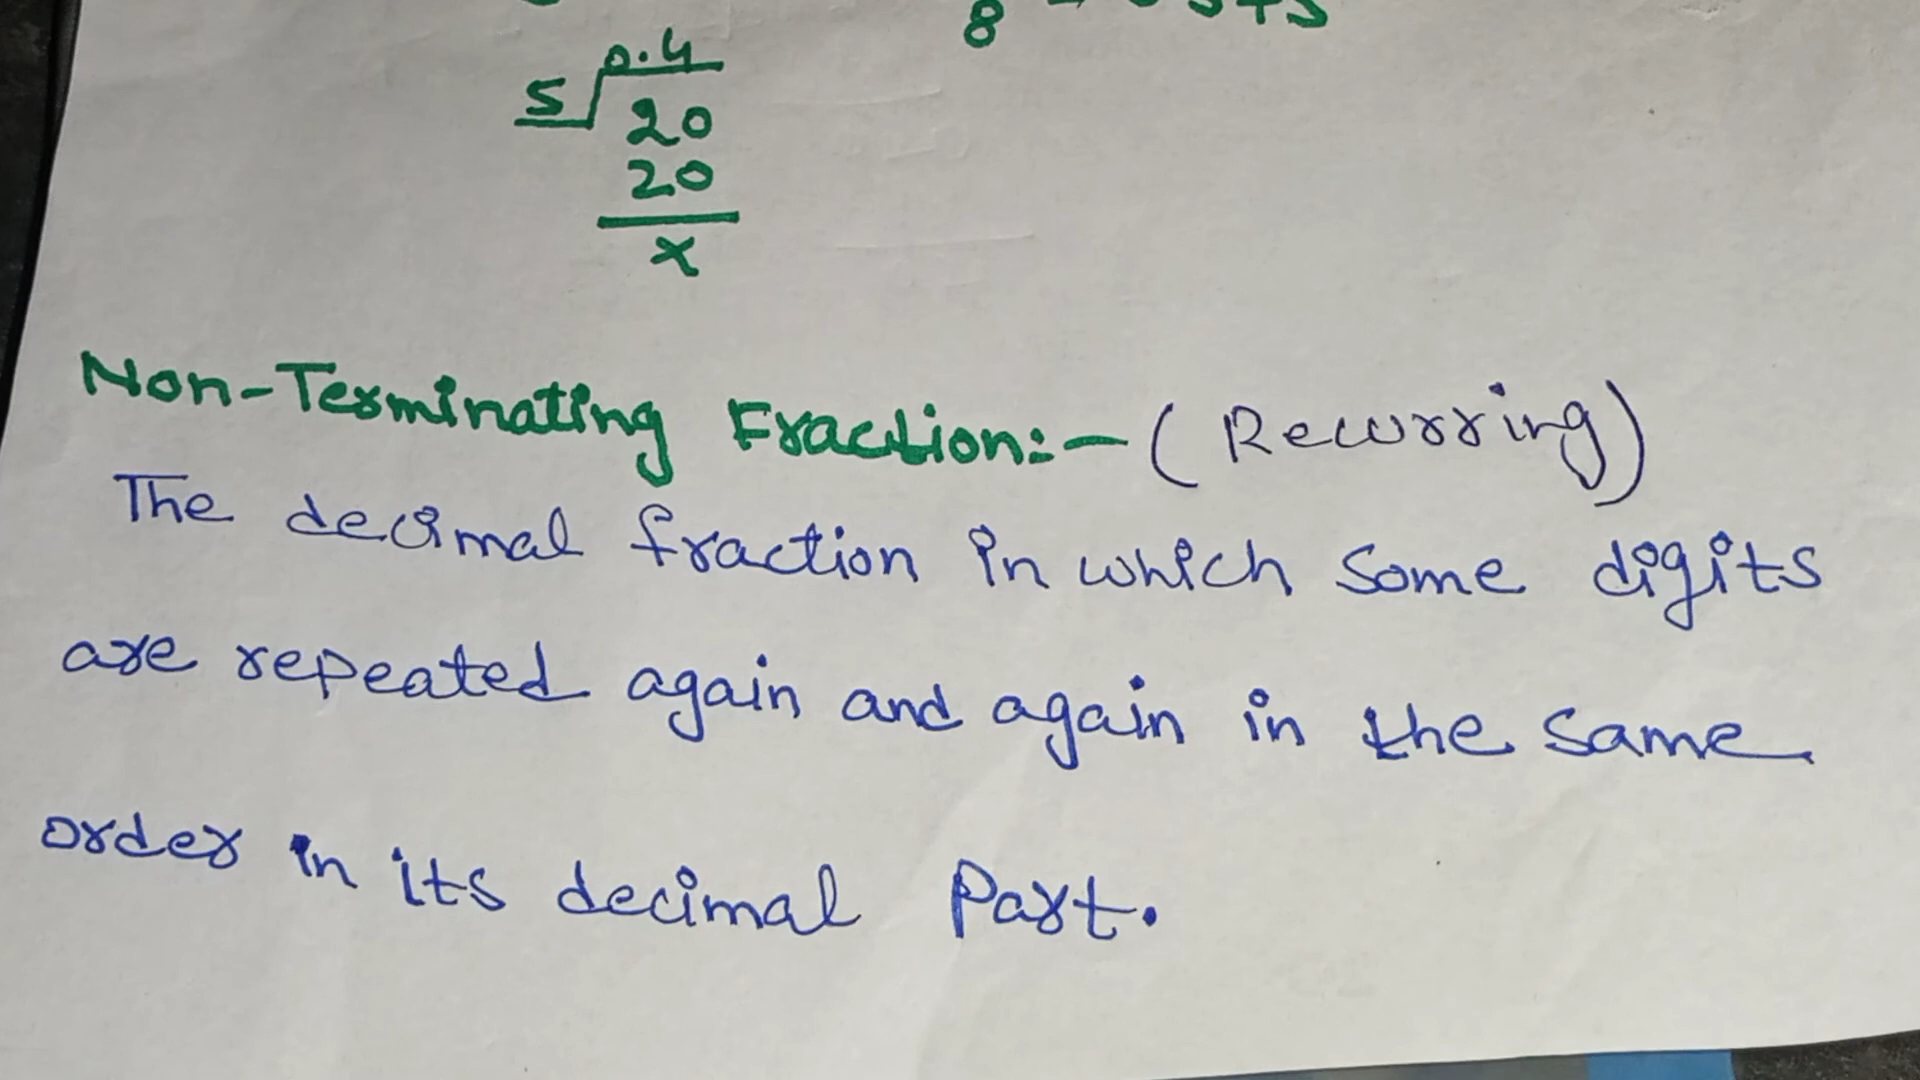 8
0.4
5 20
20
x
Non-Terminating Fraction:- (Recurring)
The decimal fraction in which some digits
are repeated again and again in the same
order in its decimal Part.